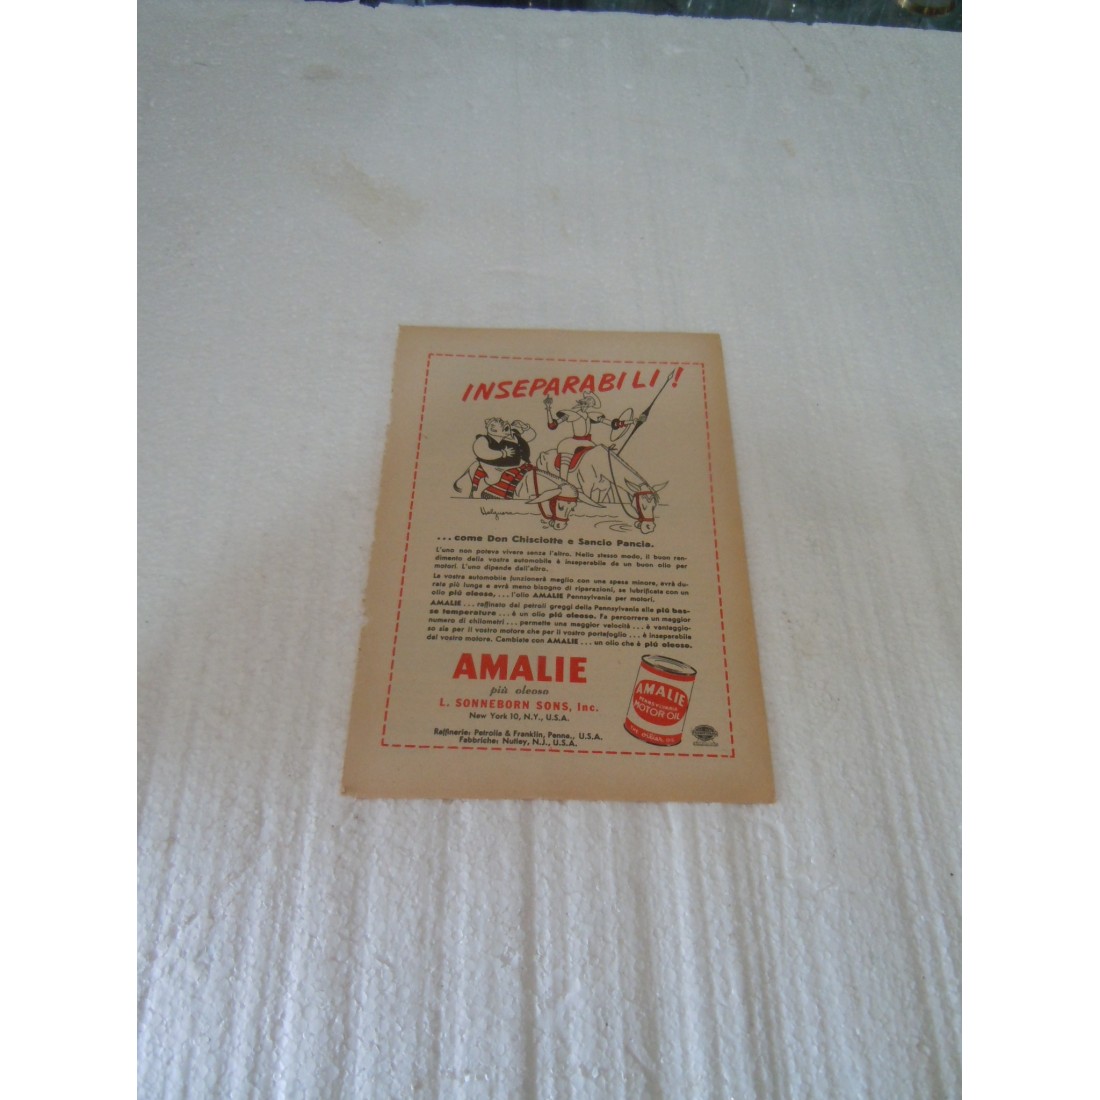 INSEPARABILI!
... come Don Chisciotte e Sancio Pancia.
L'uno non poteva vivere senza l'altro. Nello stesso modo, il buon ren-
dimento della vostra automobile è inseparabile da un buon olio per
motori. L'uno dipende dall'altro.
La vostra automobile funzionerà meglio con una spesa minore, avrà du-
rata più lunga e avrà meno bisogno di riparazioni, se lubrificata con un
olio più oleoso, ... l'olio AMALIE Pennsylvania per motori.
AMALIE ... raffinato dai petroli greggi della Pennsylvania alle più bas-
se temperature ... è un olio più oleoso. Fa percorrere un maggior
numero di chilometri ... permette una maggior velocità ... è vantaggio-
so sia per il vostro motore che per il vostro portafoglio ... è inseparabile
dal vostro motore. Cambiate con AMALIE ... un olio che è più oleoso.
AMALIE
più oleoso
L. SONNEBORN SONS, Inc.
New York 10, N.Y., U.S.A.
Raffinerie: Petrolia & Franklin, Penna., U.S.A.
Fabbriche: Nutley, N.J., U.S.A.
AMALIE
PENNSYLVANIA
MOTOR OIL